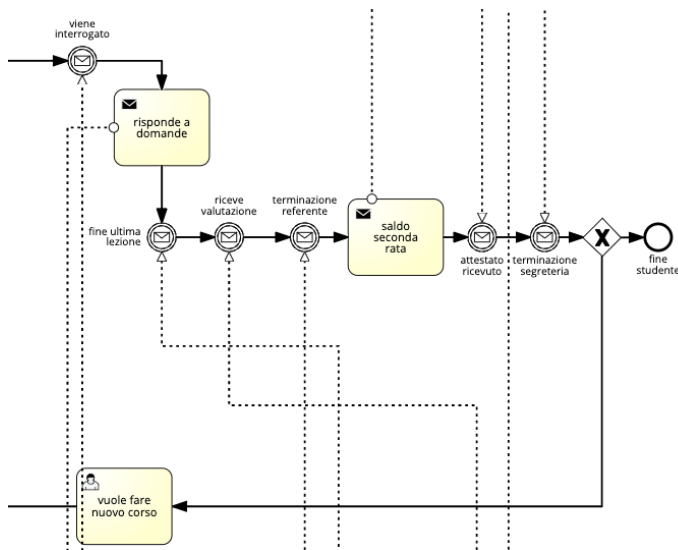 viene
interrogato
risponde a
domande
fine ultima
lezione
riceve
valutazione
terminazione
referente
saldo
seconda
rata
attestato
ricevuto
terminazione
segreteria
X
fine
studente
vuole fare
nuovo corso